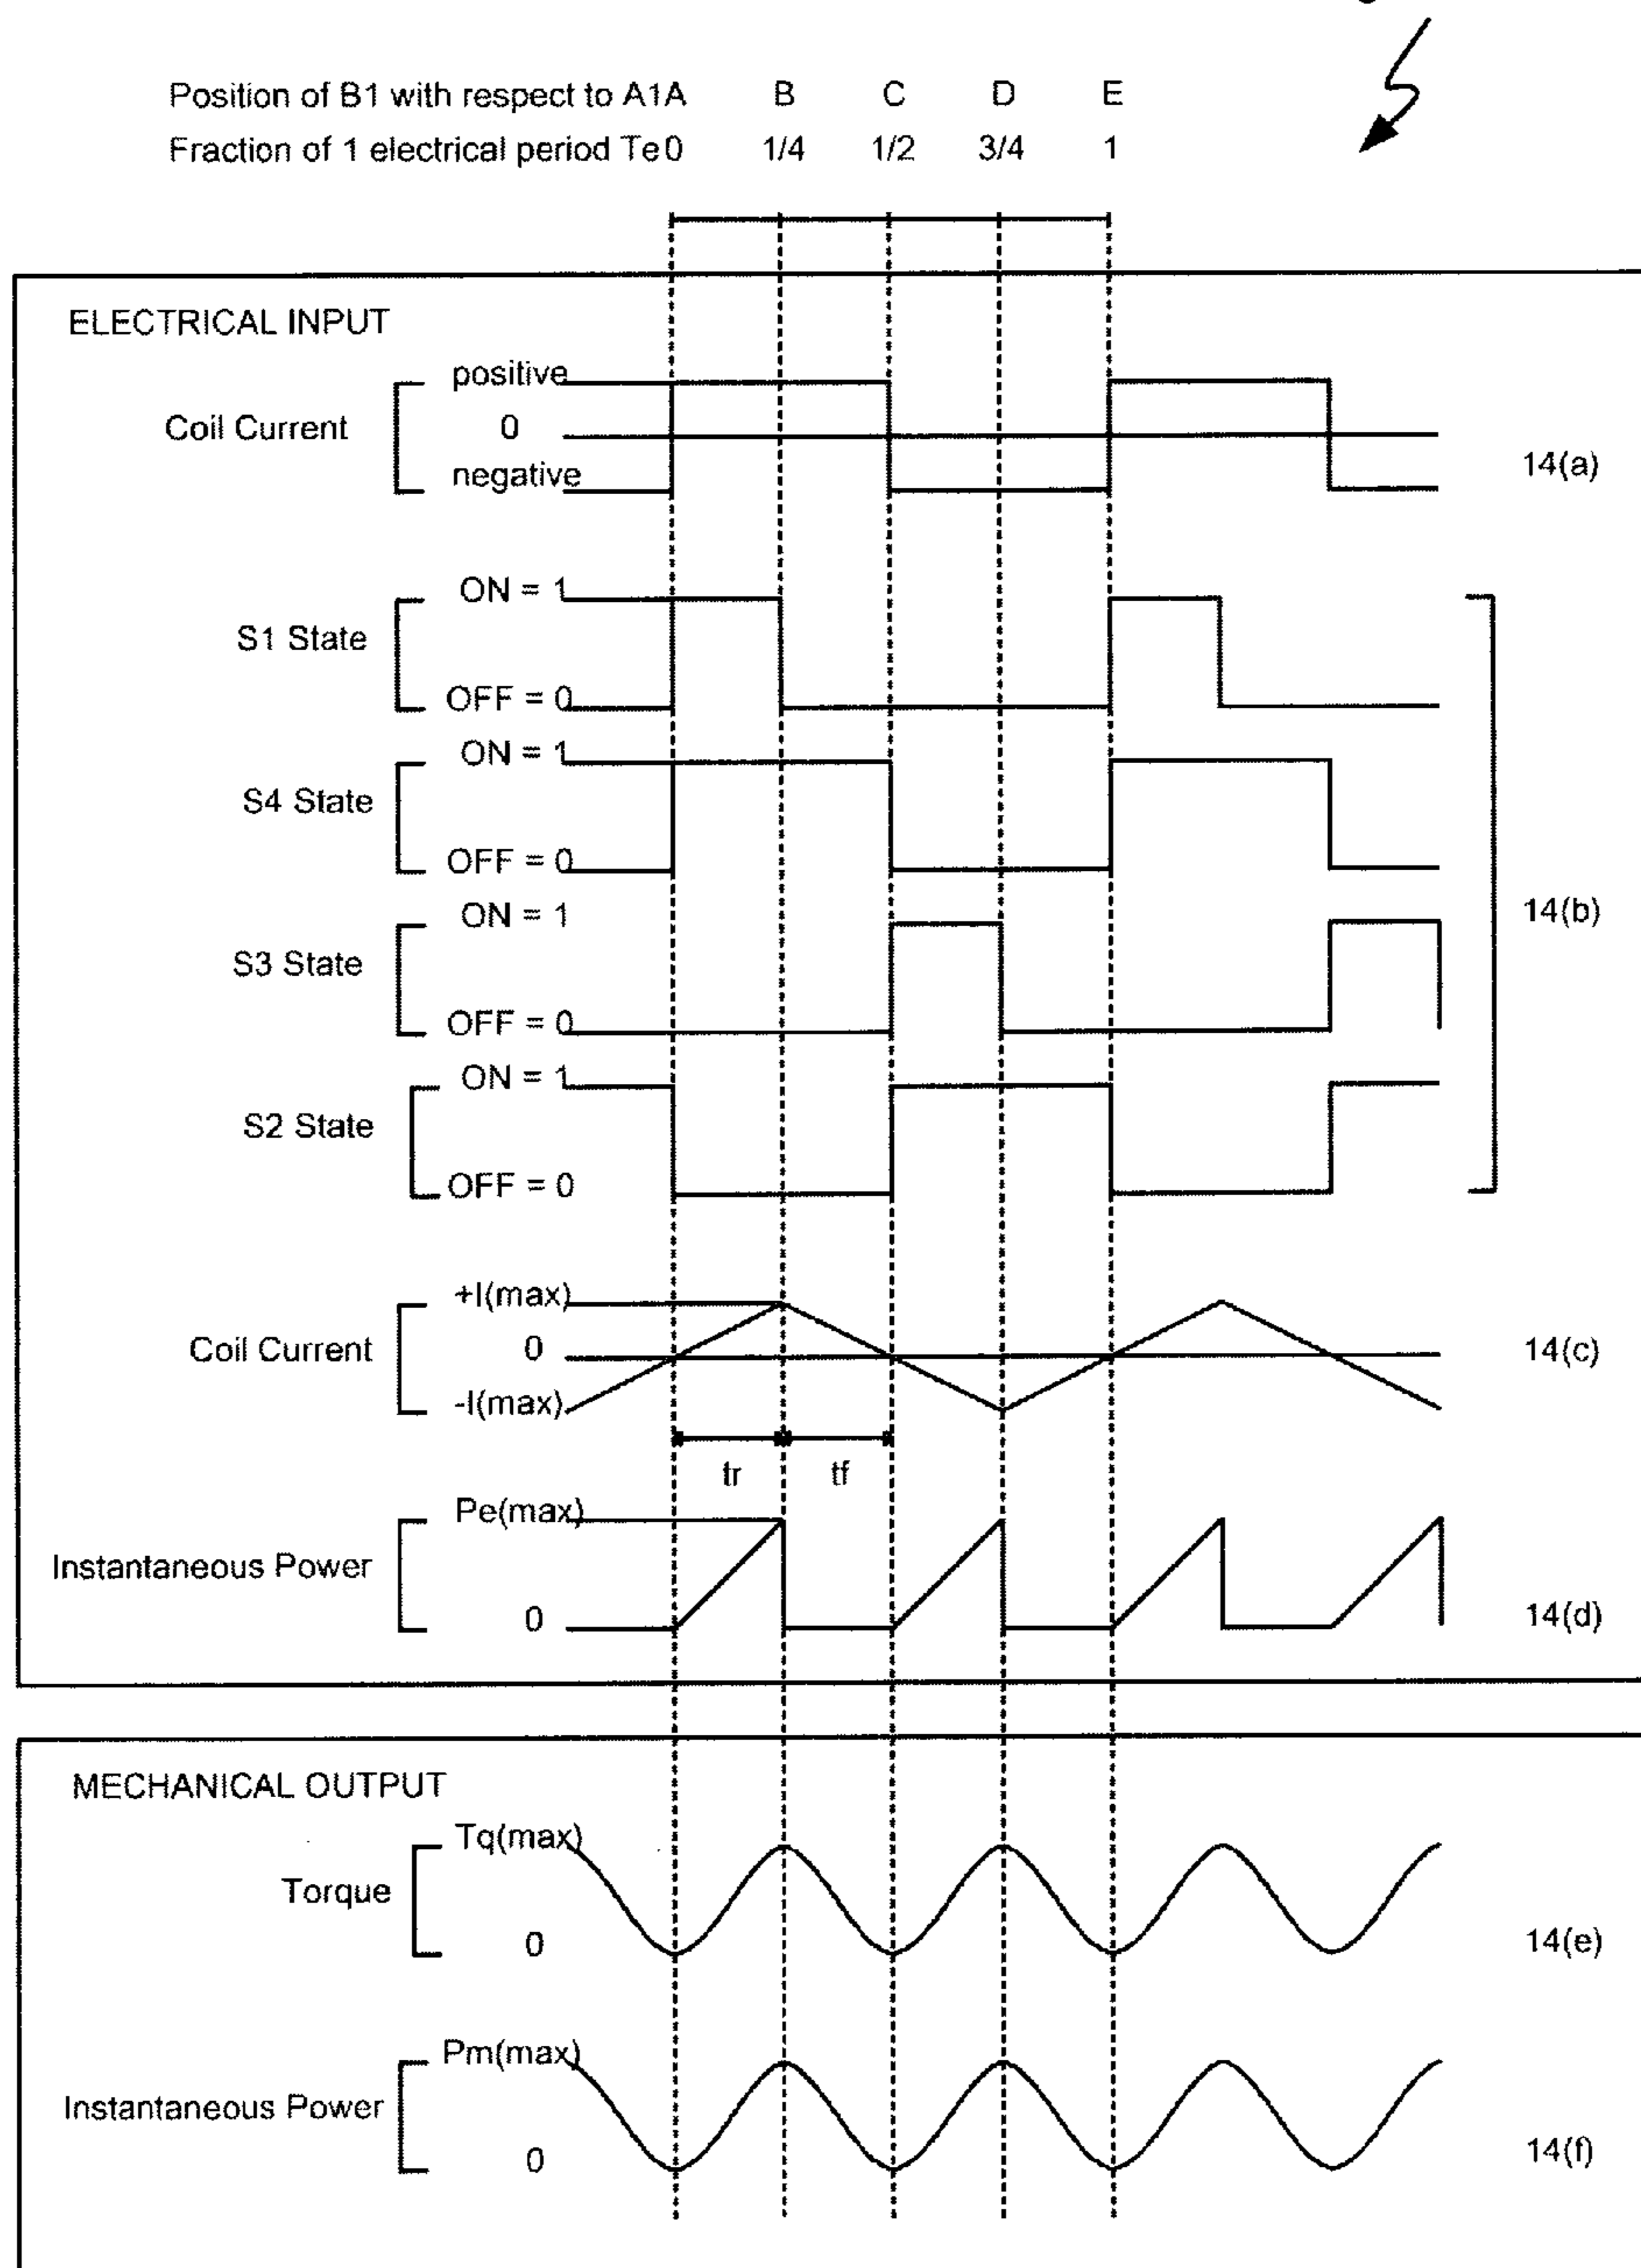 Position of B1 with respect to A1A B C D E
Fraction of 1 electrical period Te0 1/4 1/2 3/4 1
ELECTRICAL INPUT
positive
Coil Current 0
negative
14(a)
ON = 1
S1 State
OFF = 0
ON = 1
S4 State
OFF = 0
ON = 1
14(b)
S3 State
OFF = 0
ON = 1
S2 State
OFF = 0
+I(max)
Coil Current 0 14(c)
-I(max)
tr tf
Pe(max)
Instantaneous Power
0 14(d)
MECHANICAL OUTPUT
Tq(max)
Torque
0 14(e)
Pm(max)
Instantaneous Power
0 14(f)